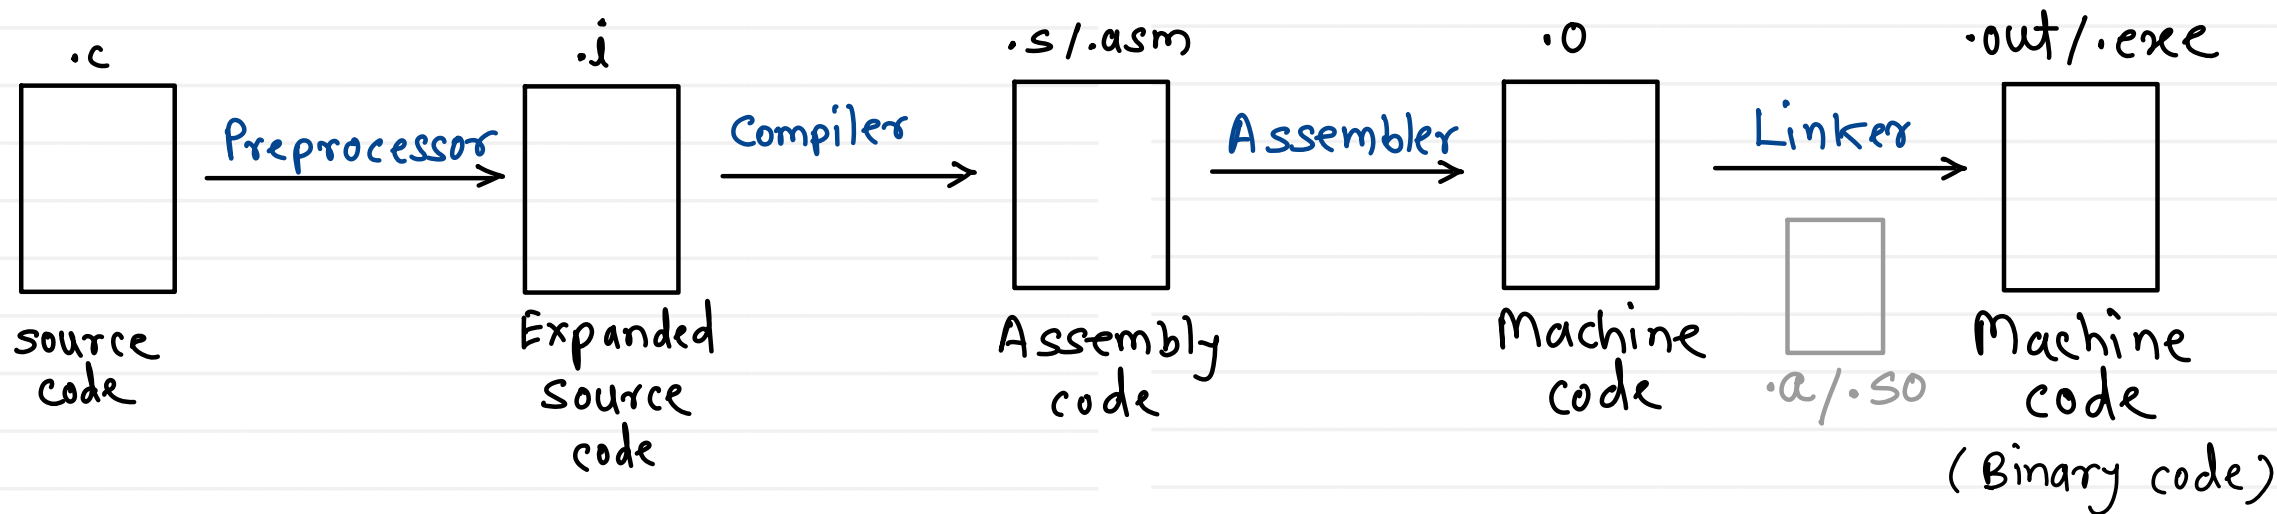 .c
.i
.s/.asm
.o
.out/.exe
Preprocessor
Compiler
Assembler
Linker
source
code
Expanded
source
code
Assembly
code
Machine
code
.a/.so
Machine
code
(Binary code)